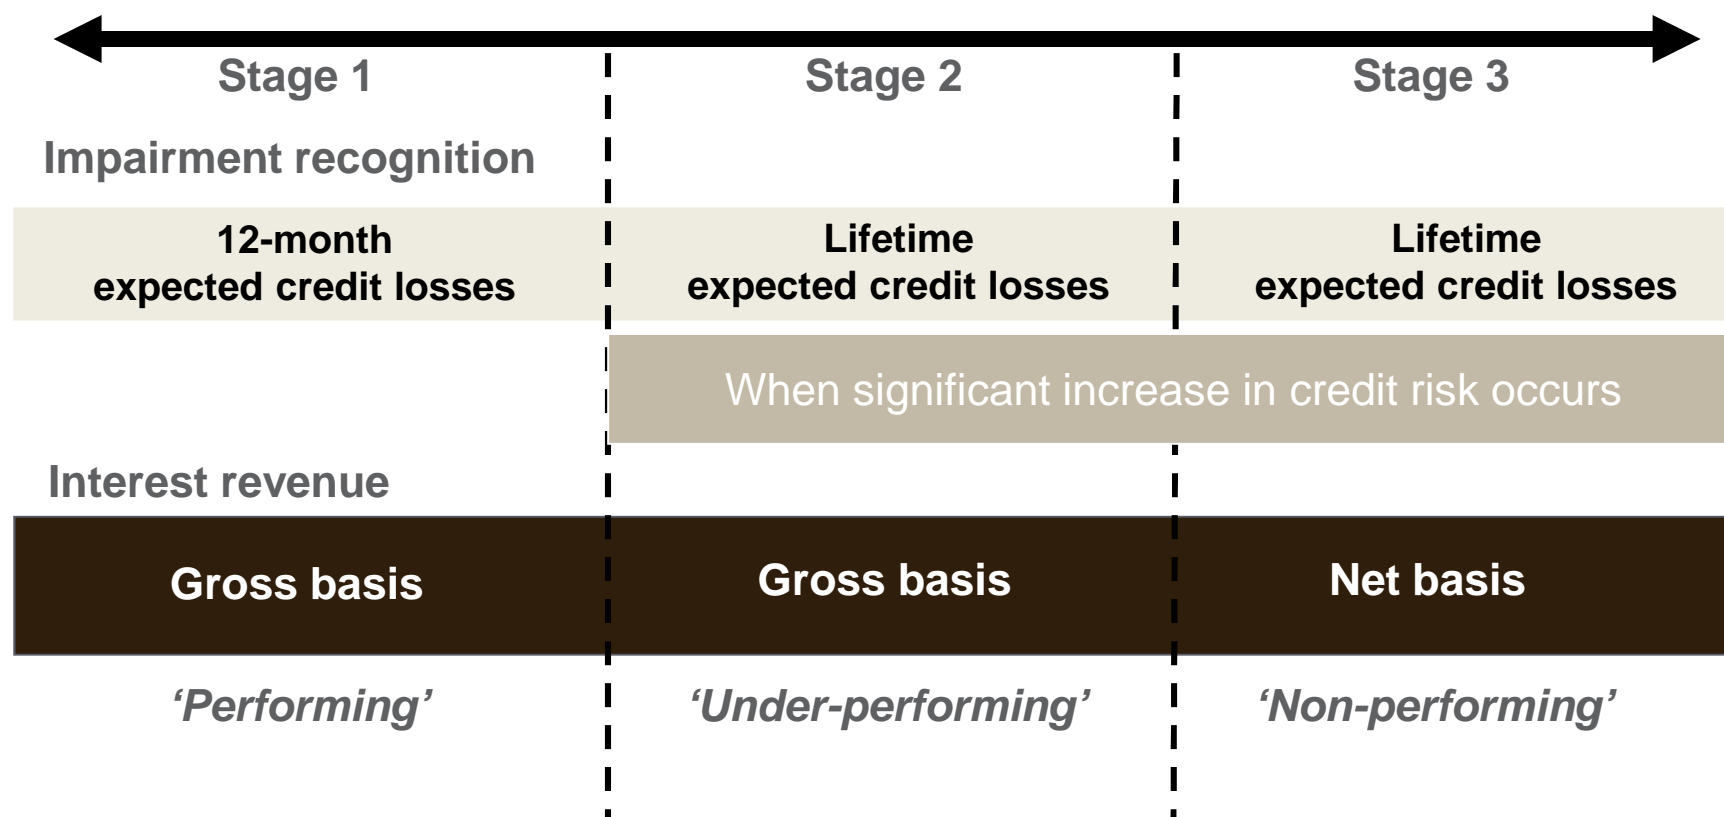 Stage 1
Stage 2
Stage 3
Impairment recognition
12-month
expected credit losses
Lifetime
expected credit losses
Lifetime
expected credit losses
When significant increase in credit risk occurs
Interest revenue
Gross basis
Gross basis
Net basis
‘Performing’
‘Under-performing’
‘Non-performing’